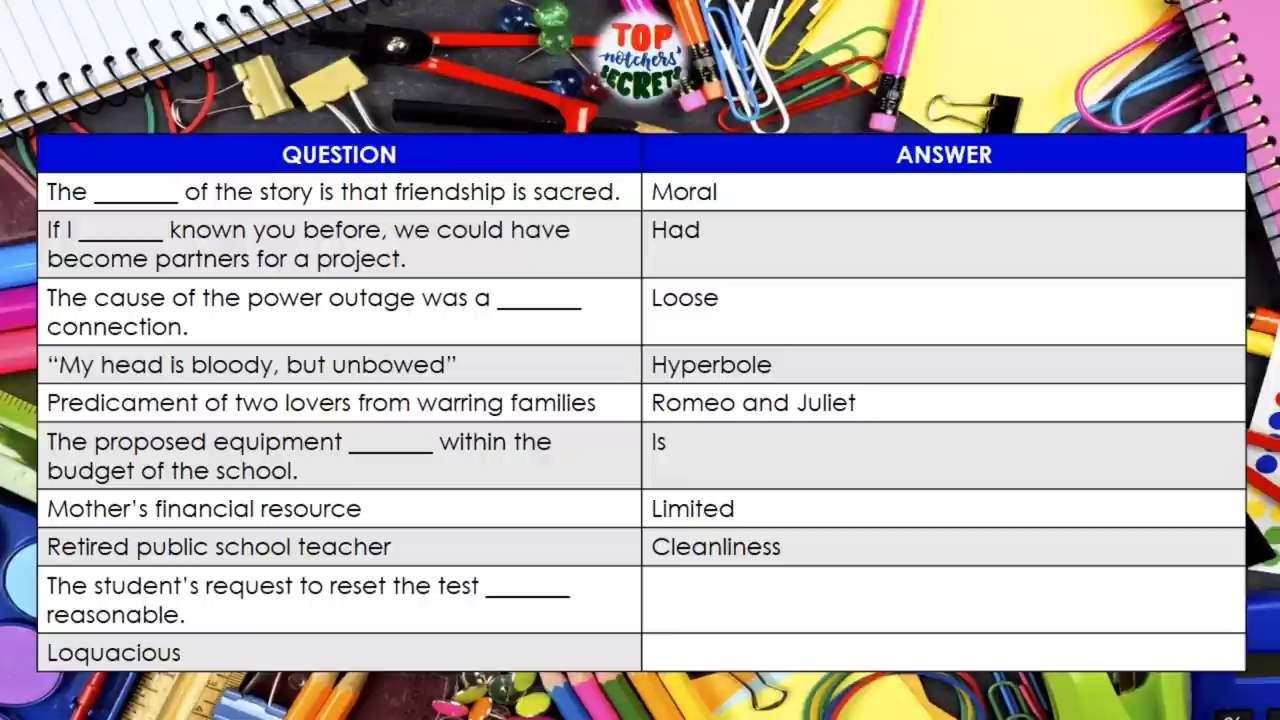 TOP
notchers'
SECRETS
QUESTION
ANSWER
The _______ of the story is that friendship is sacred.
Moral
If I _______ known you before, we could have
become partners for a project.
Had
The cause of the power outage was a _______
connection.
Loose
“My head is bloody, but unbowed”
Hyperbole
Predicament of two lovers from warring families
Romeo and Juliet
The proposed equipment _______ within the
budget of the school.
Is
Mother’s financial resource
Limited
Retired public school teacher
Cleanliness
The student’s request to reset the test _______
reasonable.
Loquacious